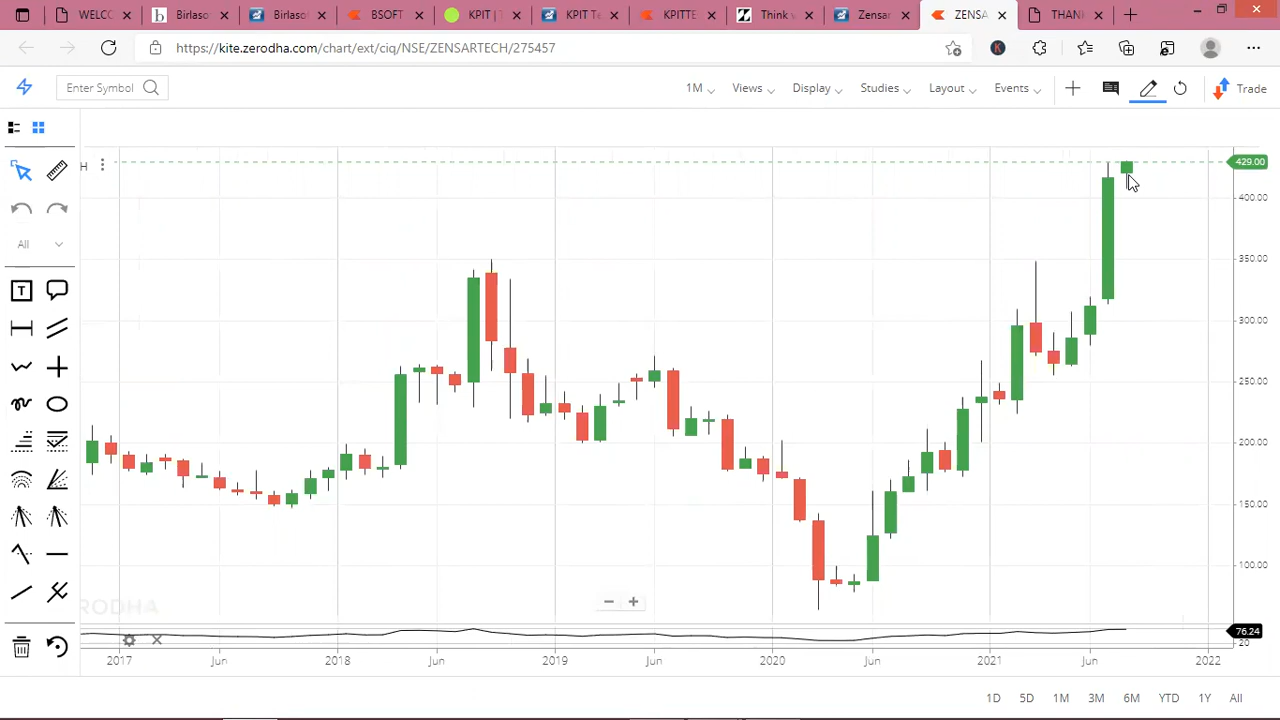 WELCO
Birlaso
Birlaso
BSOFT
KPIT | T
KPIT Te
KPITTE
Think w
Zensar
ZENSA
THANK
https://kite.zerodha.com/chart/ext/ciq/NSE/ZENSARTECH/275457
K
Enter Symbol
1M
Views
Display
Studies
Layout
Events
Trade
H
429.00
400.00
350.00
300.00
250.00
200.00
150.00
100.00
All
T
ERODHA
76.24
20
2017
Jun
2018
Jun
2019
Jun
2020
Jun
2021
Jun
2022
1D
5D
1M
3M
6M
YTD
1Y
All